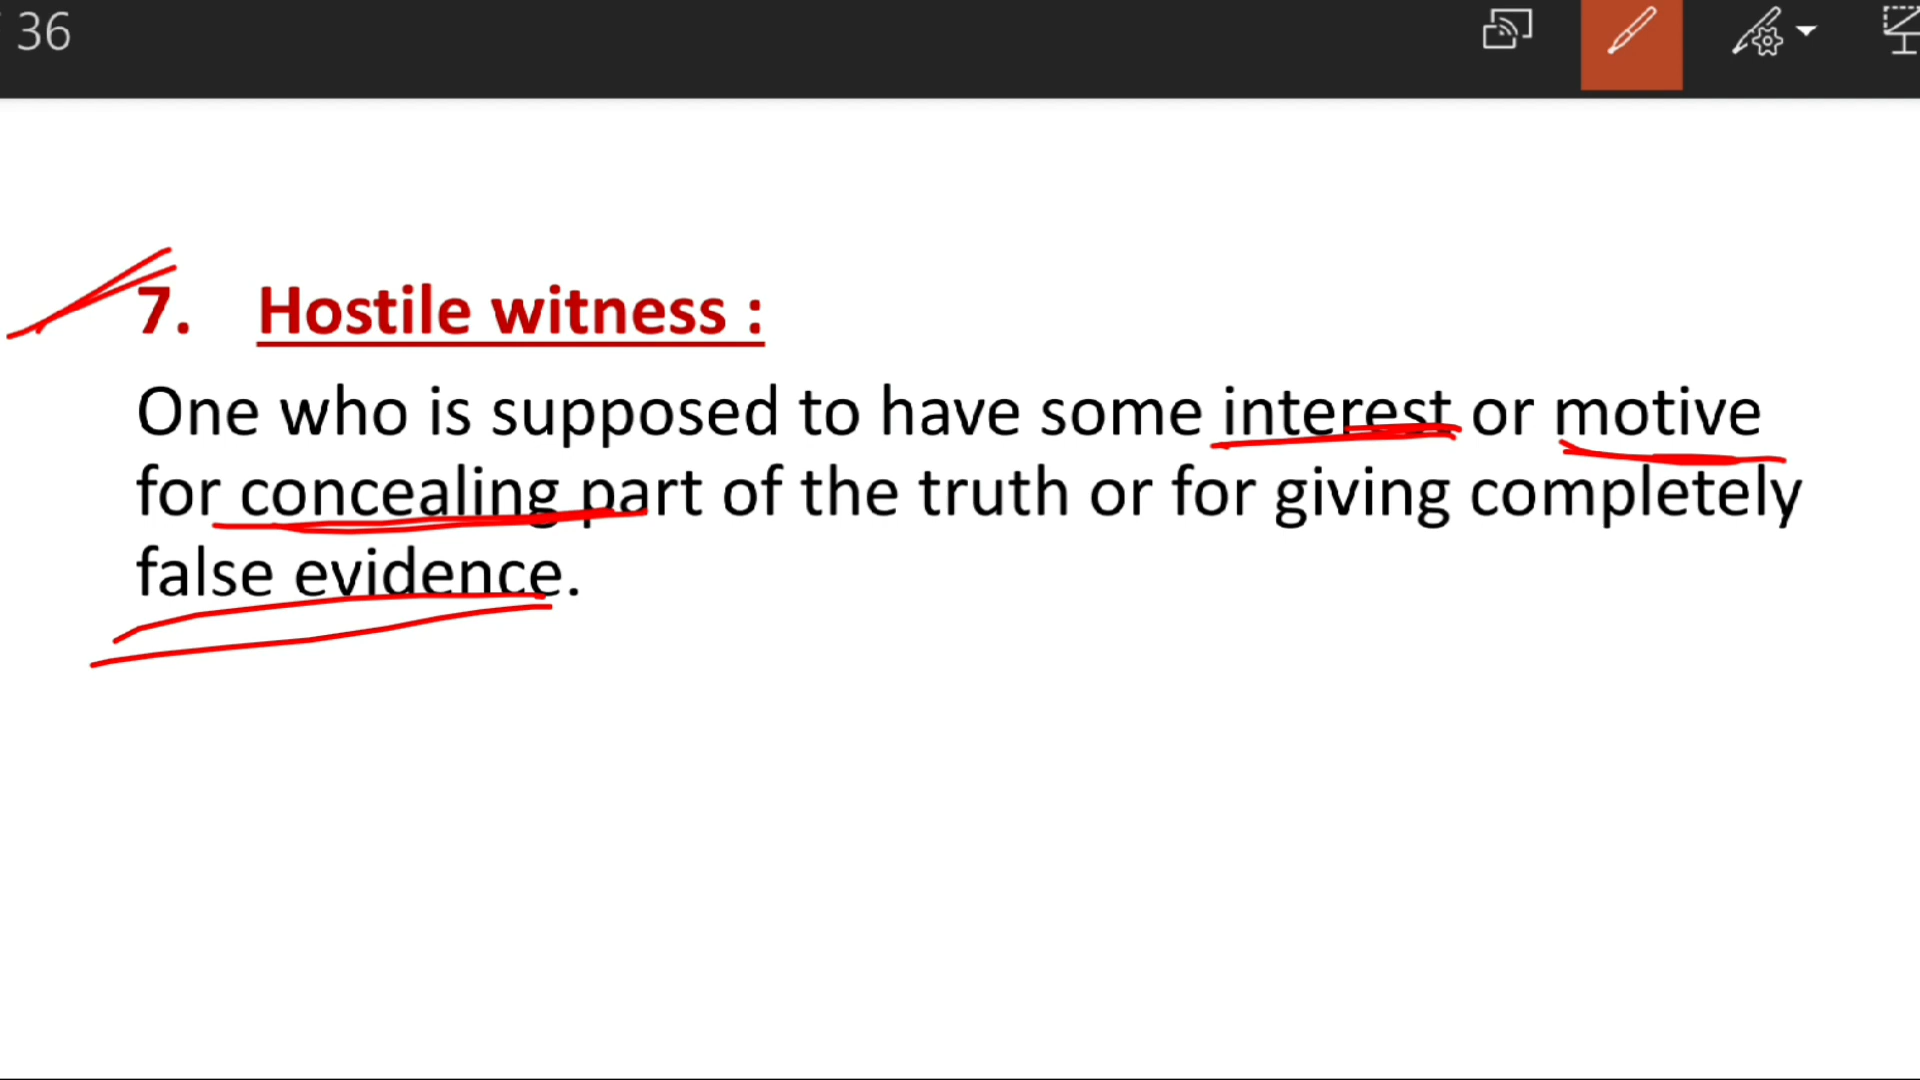 36
7. Hostile witness :
One who is supposed to have some interest or motive
for concealing part of the truth or for giving completely
false evidence.